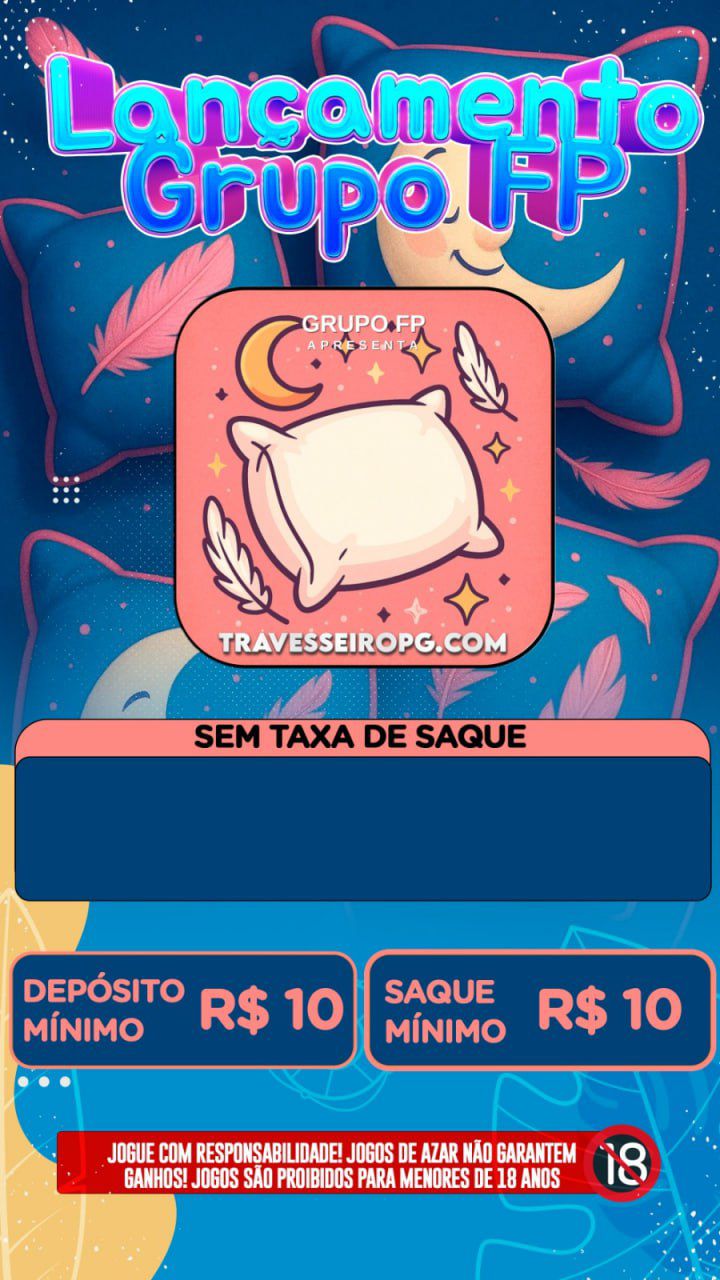 Lançamento
Grupo FP
GRUPO FP
APRESENTA
TRAVESSEIROPG.COM
SEM TAXA DE SAQUE
DEPÓSITO
MÍNIMO
R$ 10
SAQUE
MÍNIMO
R$ 10
JOGUE COM RESPONSABILIDADE! JOGOS DE AZAR NÃO GARANTEM
GANHOS! JOGOS SÃO PROIBIDOS PARA MENORES DE 18 ANOS
18